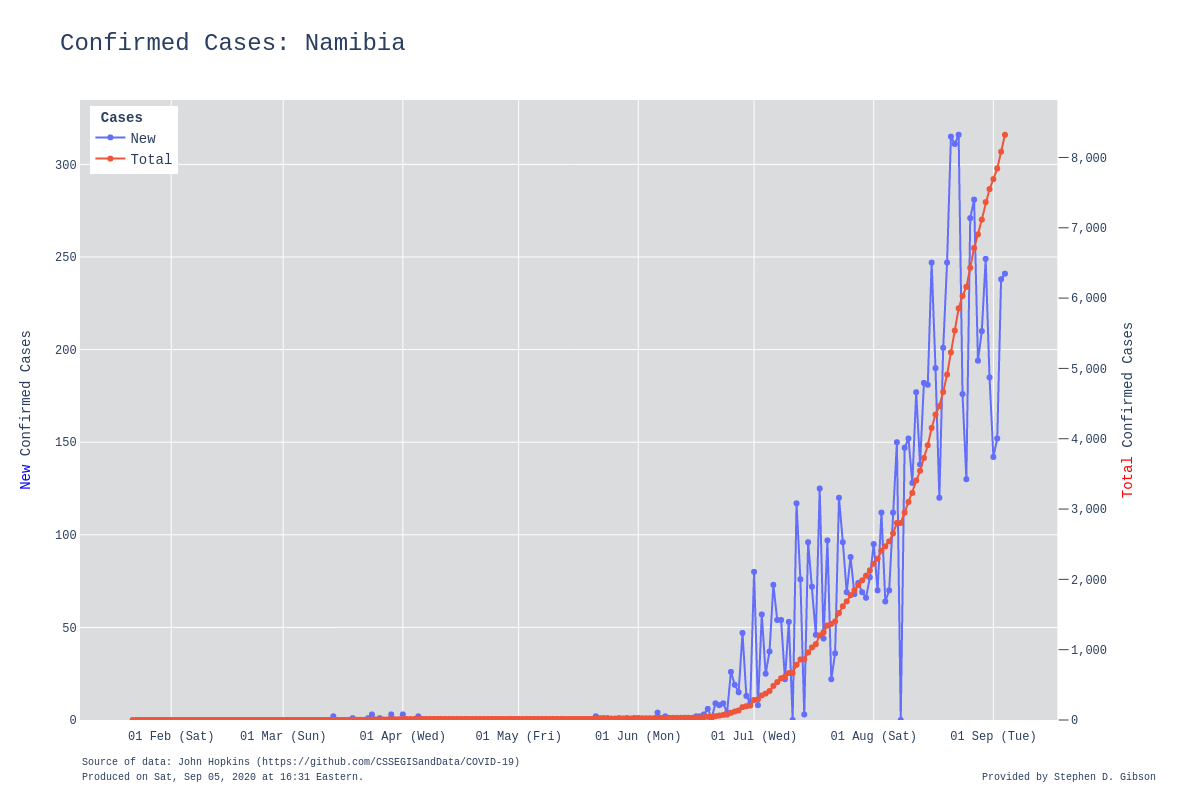 Confirmed Cases: Namibia
Cases
New
Total
300
250
200
150
100
50
0
8,000
7,000
6,000
5,000
4,000
3,000
2,000
1,000
0
New Confirmed Cases
Total Confirmed Cases
01 Feb (Sat) 01 Mar (Sun) 01 Apr (Wed) 01 May (Fri) 01 Jun (Mon) 01 Jul (Wed) 01 Aug (Sat) 01 Sep (Tue)
Source of data: John Hopkins (https://github.com/CSSEGISandData/COVID-19)
Produced on Sat, Sep 05, 2020 at 16:31 Eastern.
Provided by Stephen D. Gibson